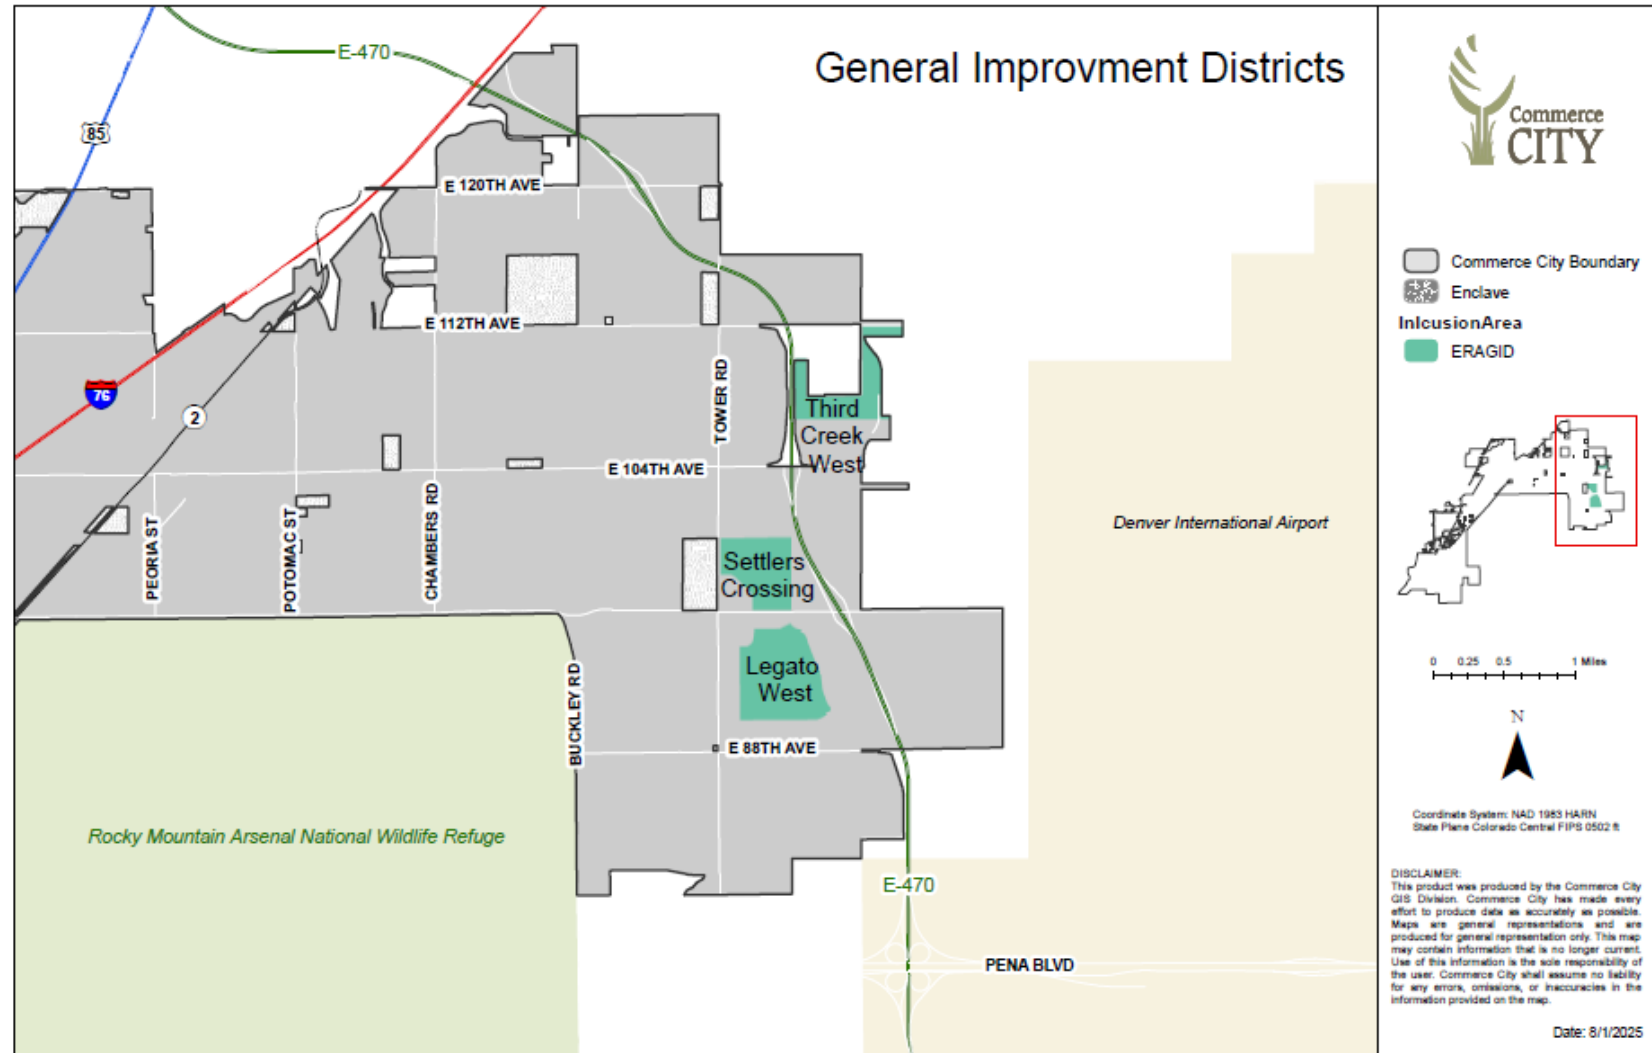 General Improvment Districts
E-470
85
E 120TH AVE
E 112TH AVE
76
2
TOWER RD
Third
Creek
West
E 104TH AVE
PEORIA ST
POTOMAC ST
CHAMBERS RD
Denver International Airport
Settlers
Crossing
Legato
West
BUCKLEY RD
E 88TH AVE
Rocky Mountain Arsenal National Wildlife Refuge
E-470
PENA BLVD
Commerce
CITY
Commerce City Boundary
Enclave
InlcusionArea
ERAGID
0 0.25 0.5 1 Miles
N
Coordinate System: NAD 1983 HARN
State Plane Colorado Central FIPS 0502 ft
DISCLAIMER:
This product was produced by the Commerce City
GIS Division. Commerce City has made every
effort to produce data as accurately as possible.
Maps are general representations and are
produced for general representation only. This map
may contain information that is no longer current.
Use of this information is the sole responsibility of
the user. Commerce City shall assume no liability
for any errors, omissions, or inaccuracies in the
information provided on the map.
Date: 8/1/2025